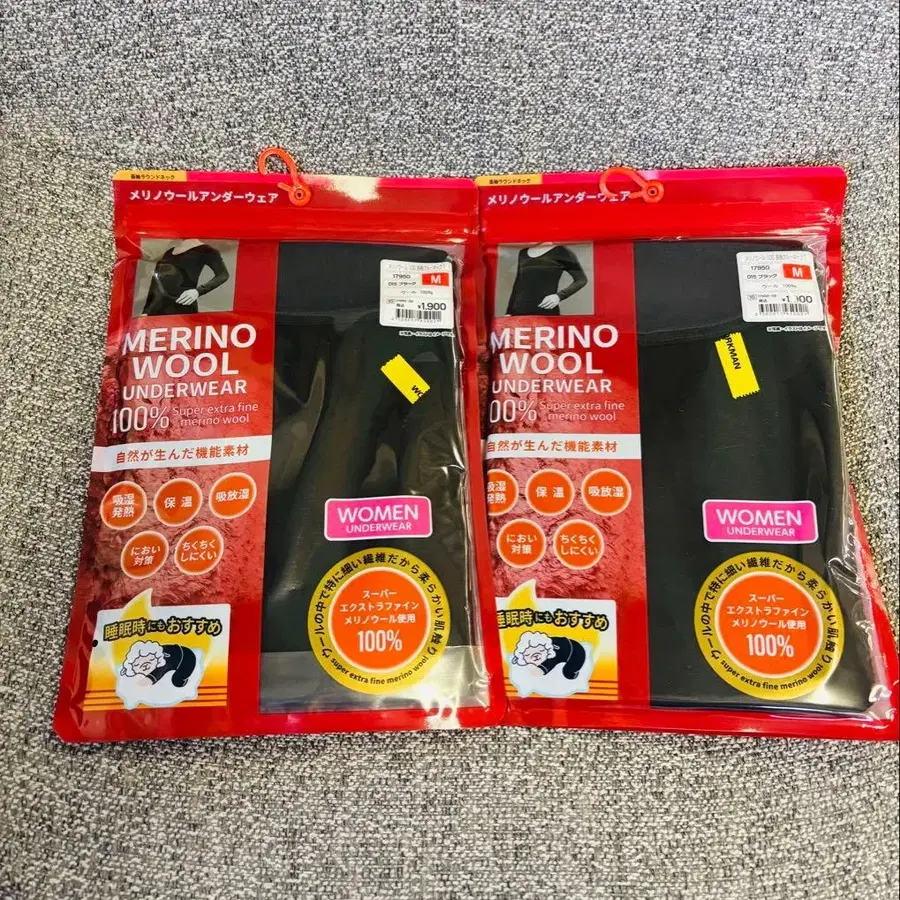 長袖ラウンドネック
メリノウールアンダーウェア
17950
M
015 ブラック
ウール 100%
税込 ¥1,900
MERINO
WOOL
UNDERWEAR
100% Super extra fine
merino wool
自然が生んだ機能素材
吸湿
発熱
保温
吸放湿
におい
対策
ちくちく
しにくい
WOMEN
UNDERWEAR
ウールの中で特に細い繊維だから柔らかい肌触り
スーパー
エクストラファイン
メリノウール使用
100%
super extra fine merino wool
睡眠時にもおすすめ
長袖ラウンドネック
メリノウールアンダーウェア
17950
M
015 ブラック
ウール 100%
税込
RKMAN
MERINO
WOOL
UNDERWEAR
00% Super extra fine
merino wool
自然が生んだ機能素材
吸湿
発熱
保温
吸放湿
におい
対策
ちくちく
しにくい
WOMEN
UNDERWEAR
ウールの中で特に細い繊維だから柔らかい肌触り
スーパー
エクストラファイン
メリノウール使用
100%
super extra fine merino wool
睡眠時にもおすすめ